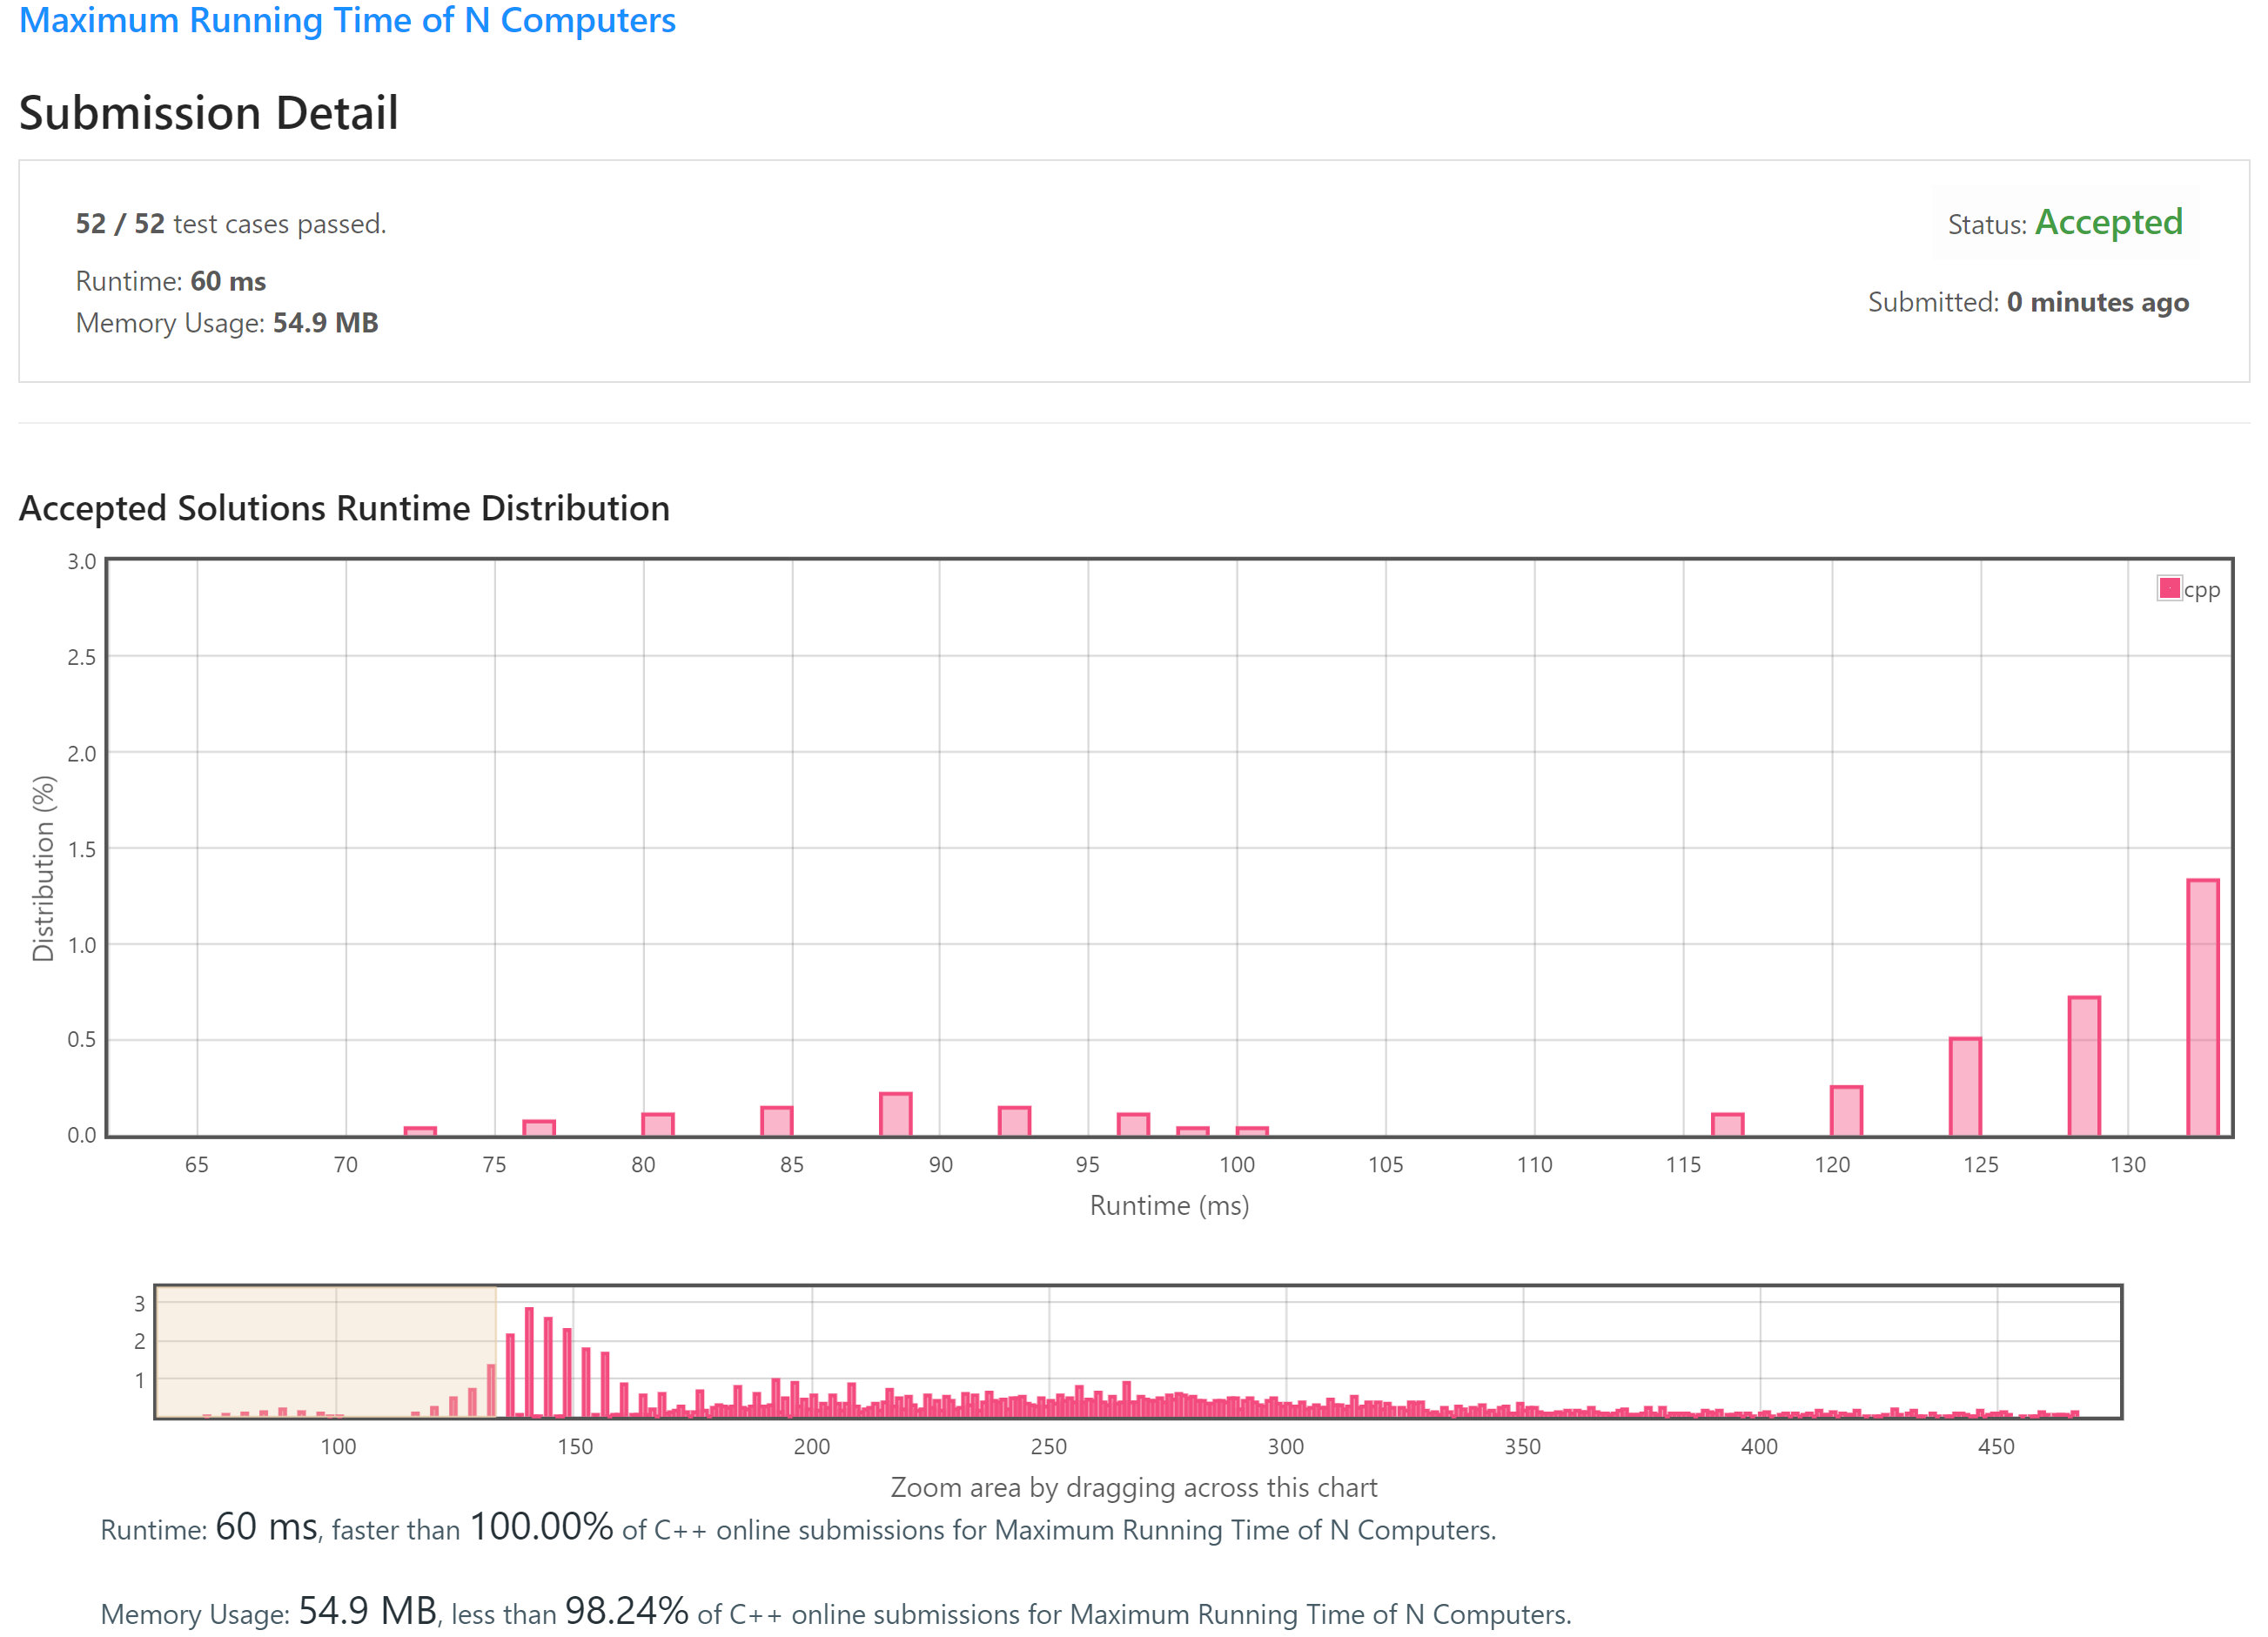 Maximum Running Time of N Computers
Submission Detail
52 / 52 test cases passed.
Status: Accepted
Runtime: 60 ms
Submitted: 0 minutes ago
Memory Usage: 54.9 MB
Accepted Solutions Runtime Distribution
3.0
cpp
2.5
2.0
1.5
1.0
0.5
0.0
Distribution (%)
65 70 75 80 85 90 95 100 105 110 115 120 125 130
Runtime (ms)
3
2
1
100 150 200 250 300 350 400 450
Zoom area by dragging across this chart
Runtime: 60 ms, faster than 100.00% of C++ online submissions for Maximum Running Time of N Computers.
Memory Usage: 54.9 MB, less than 98.24% of C++ online submissions for Maximum Running Time of N Computers.